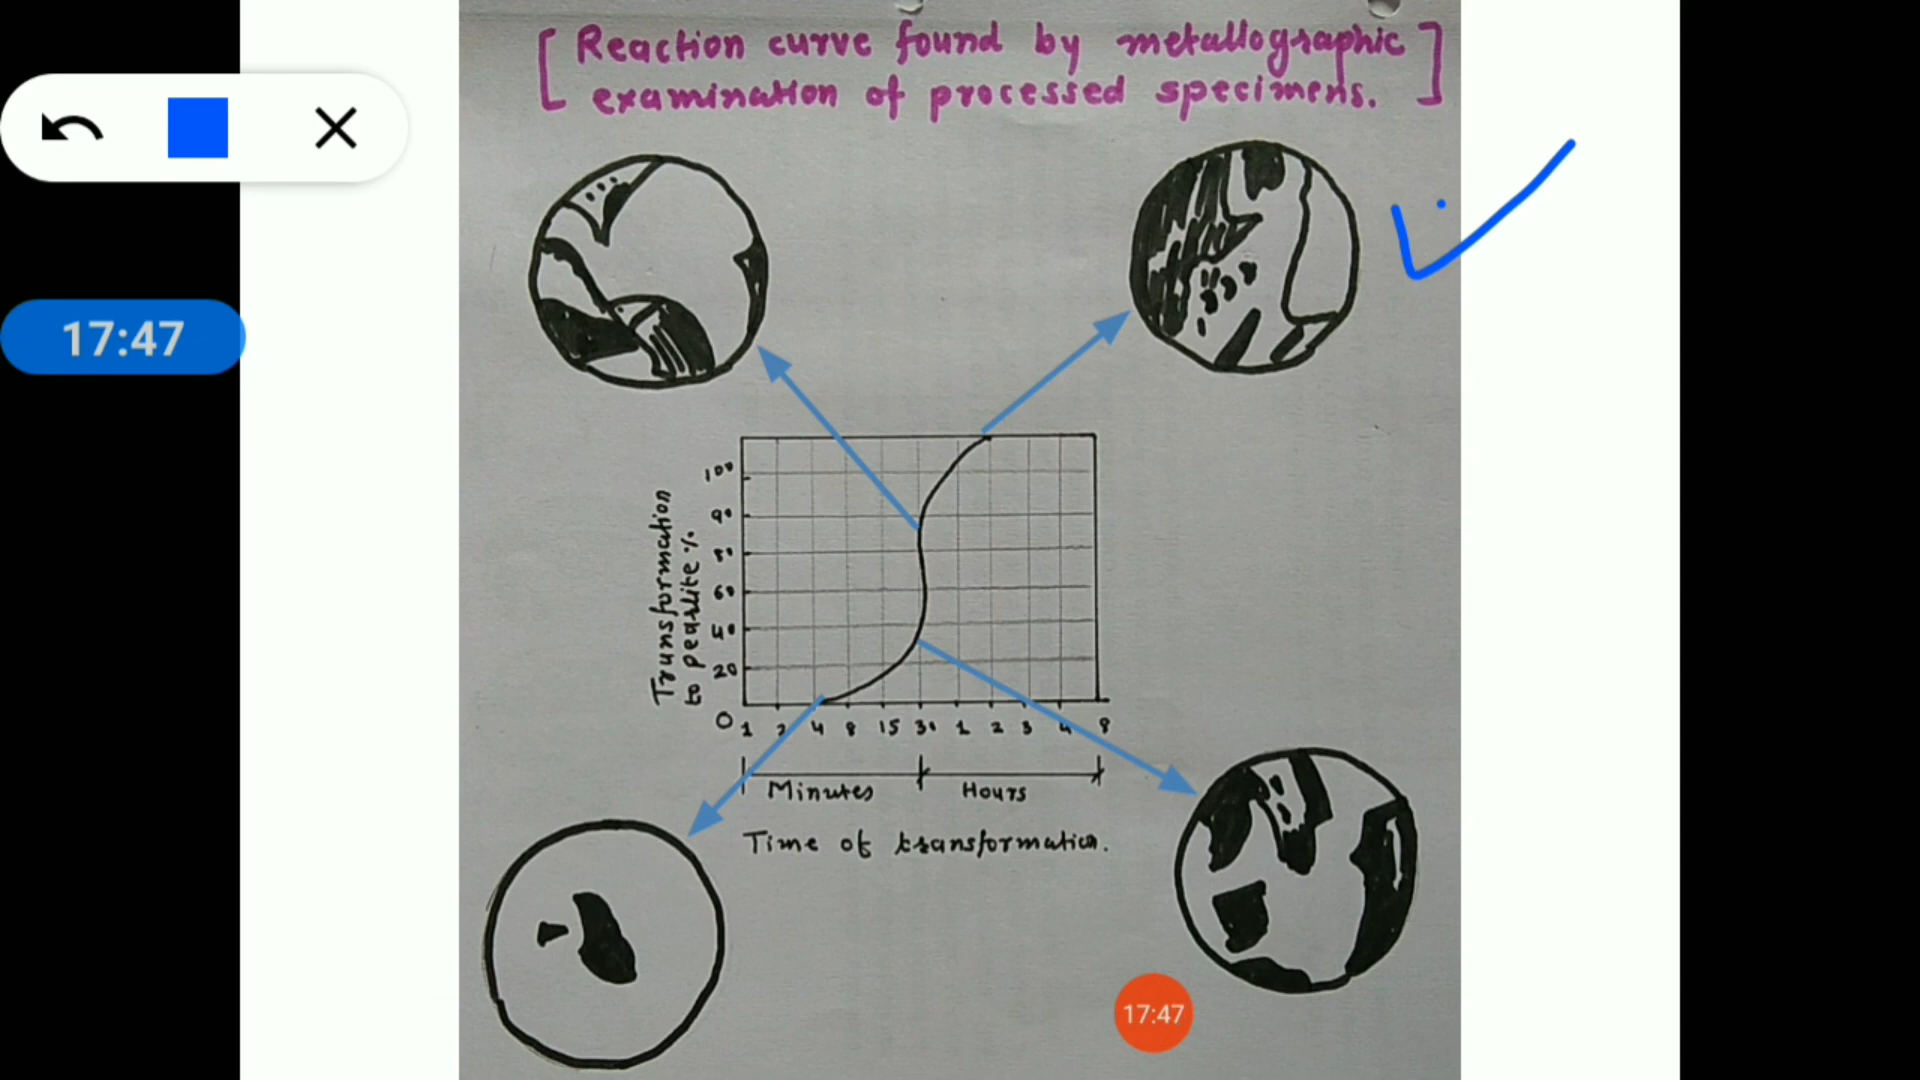 [ Reaction curve found by metallographic
examination of processed specimens. ]
17:47
Transformation
to pearlite %
100
90
80
60
40
20
0
1 2 4 8 15 30 1 2 3 4 8
Minutes Hours
Time of transformation.
17:47